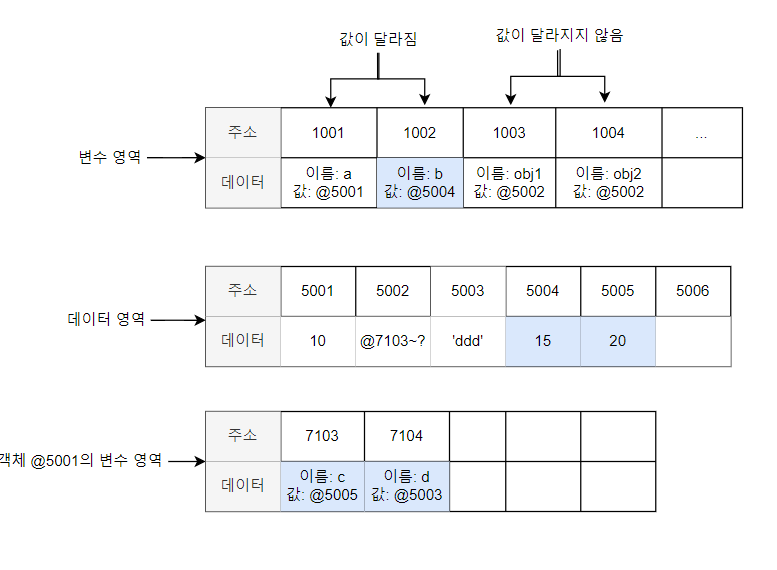 값이 달라짐
값이 달라지지 않음
변수 영역
주소 1001 1002 1003 1004 ...
데이터 이름: a 이름: b 이름: obj1 이름: obj2
값: @5001 값: @5004 값: @5002 값: @5002
데이터 영역
주소 5001 5002 5003 5004 5005 5006
데이터 10 @7103~? 'ddd' 15 20
객체 @5001의 변수 영역
주소 7103 7104
데이터 이름: c 이름: d
값: @5005 값: @5003